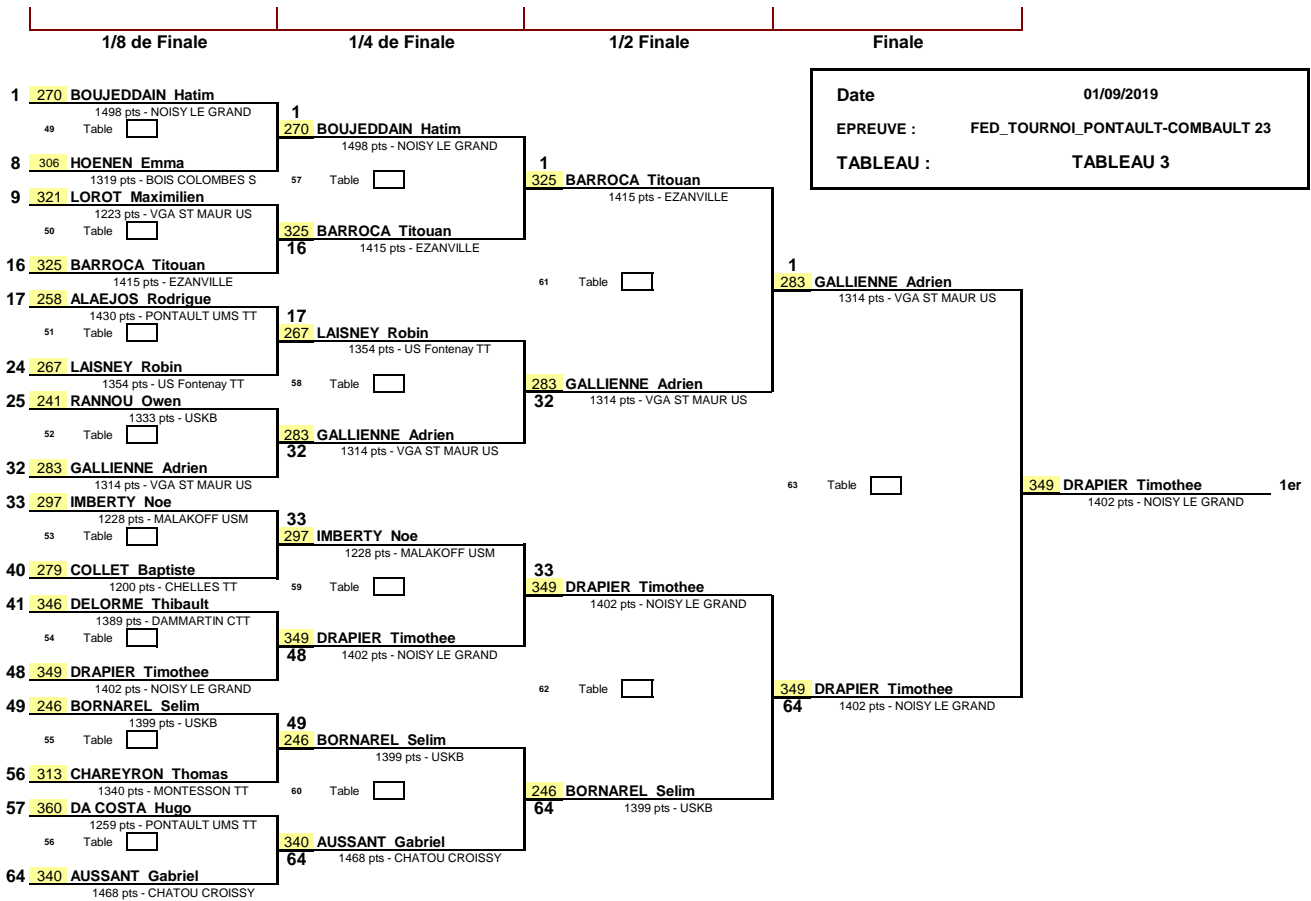 1/8 de Finale
1/4 de Finale
1/2 Finale
Finale
Date 01/09/2019
EPREUVE : FED_TOURNOI_PONTAULT-COMBAULT 23
TABLEAU : TABLEAU 3
1 270 BOUJEDDAIN Hatim
1498 pts - NOISY LE GRAND
49 Table
8 306 HOENEN Emma
1319 pts - BOIS COLOMBES S
9 321 LOROT Maximilien
1223 pts - VGA ST MAUR US
50 Table
16 325 BARROCA Titouan
1415 pts - EZANVILLE
17 258 ALAEJOS Rodrigue
1430 pts - PONTAULT UMS TT
51 Table
24 267 LAISNEY Robin
1354 pts - US Fontenay TT
25 241 RANNOU Owen
1333 pts - USKB
52 Table
32 283 GALLIENNE Adrien
1314 pts - VGA ST MAUR US
33 297 IMBERTY Noe
1228 pts - MALAKOFF USM
53 Table
40 279 COLLET Baptiste
1200 pts - CHELLES TT
41 346 DELORME Thibault
1389 pts - DAMMARTIN CTT
54 Table
48 349 DRAPIER Timothee
1402 pts - NOISY LE GRAND
49 246 BORNAREL Selim
1399 pts - USKB
55 Table
56 313 CHAREYRON Thomas
1340 pts - MONTESSON TT
57 360 DA COSTA Hugo
1259 pts - PONTAULT UMS TT
56 Table
64 340 AUSSANT Gabriel
1468 pts - CHATOU CROISSY
1
270 BOUJEDDAIN Hatim
1498 pts - NOISY LE GRAND
57 Table
325 BARROCA Titouan
16 1415 pts - EZANVILLE
17
267 LAISNEY Robin
1354 pts - US Fontenay TT
58 Table
283 GALLIENNE Adrien
32 1314 pts - VGA ST MAUR US
33
297 IMBERTY Noe
1228 pts - MALAKOFF USM
59 Table
349 DRAPIER Timothee
48 1402 pts - NOISY LE GRAND
49
246 BORNAREL Selim
1399 pts - USKB
60 Table
340 AUSSANT Gabriel
64 1468 pts - CHATOU CROISSY
1
325 BARROCA Titouan
1415 pts - EZANVILLE
61 Table
283 GALLIENNE Adrien
32 1314 pts - VGA ST MAUR US
33
349 DRAPIER Timothee
1402 pts - NOISY LE GRAND
62 Table
246 BORNAREL Selim
64 1399 pts - USKB
1
283 GALLIENNE Adrien
1314 pts - VGA ST MAUR US
63 Table
349 DRAPIER Timothee
64 1402 pts - NOISY LE GRAND
349 DRAPIER Timothee 1er
1402 pts - NOISY LE GRAND